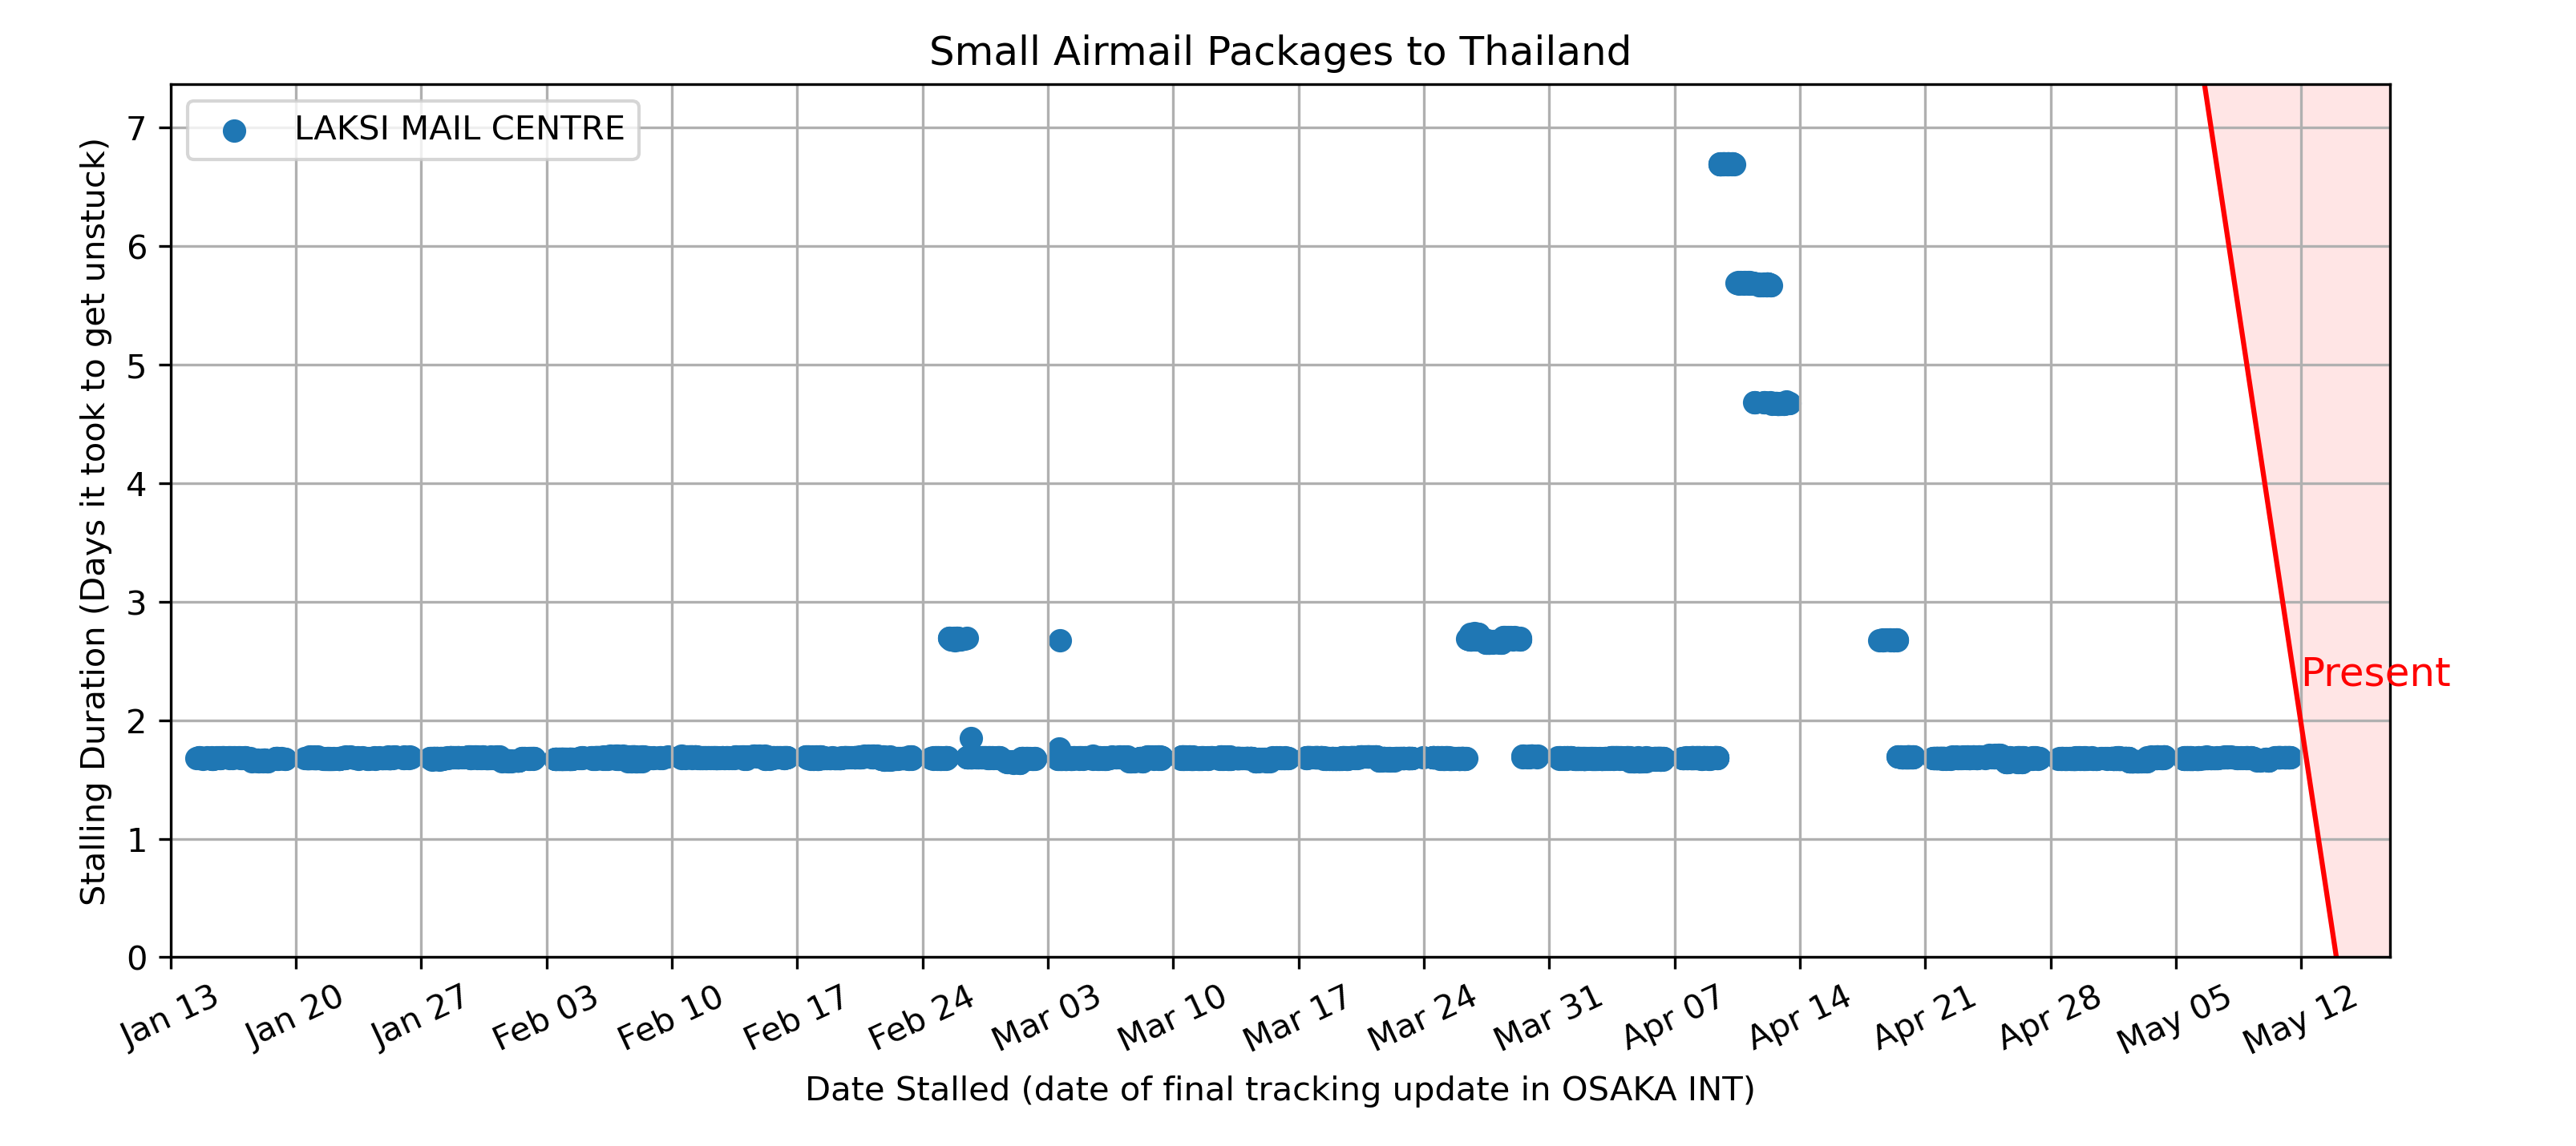 Small Airmail Packages to Thailand
LAKSI MAIL CENTRE
Stalling Duration (Days it took to get unstuck)
7
6
5
4
3
2
1
0
Present
Jan 13
Jan 20
Jan 27
Feb 03
Feb 10
Feb 17
Feb 24
Mar 03
Mar 10
Mar 17
Mar 24
Mar 31
Apr 07
Apr 14
Apr 21
Apr 28
May 05
May 12
Date Stalled (date of final tracking update in OSAKA INT)